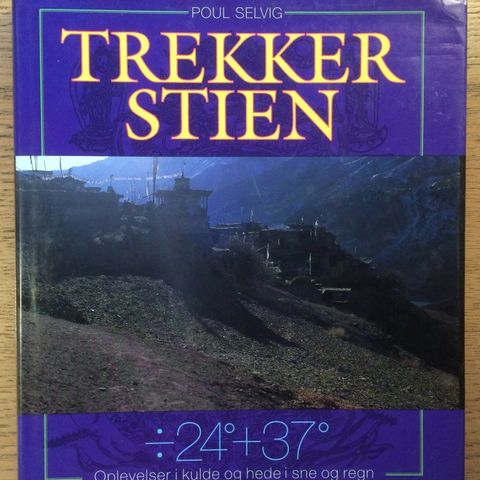 POUL SELVIG
TREKKER
STIEN
÷24°+37°
Oplevelser i kulde og hede i sne og regn